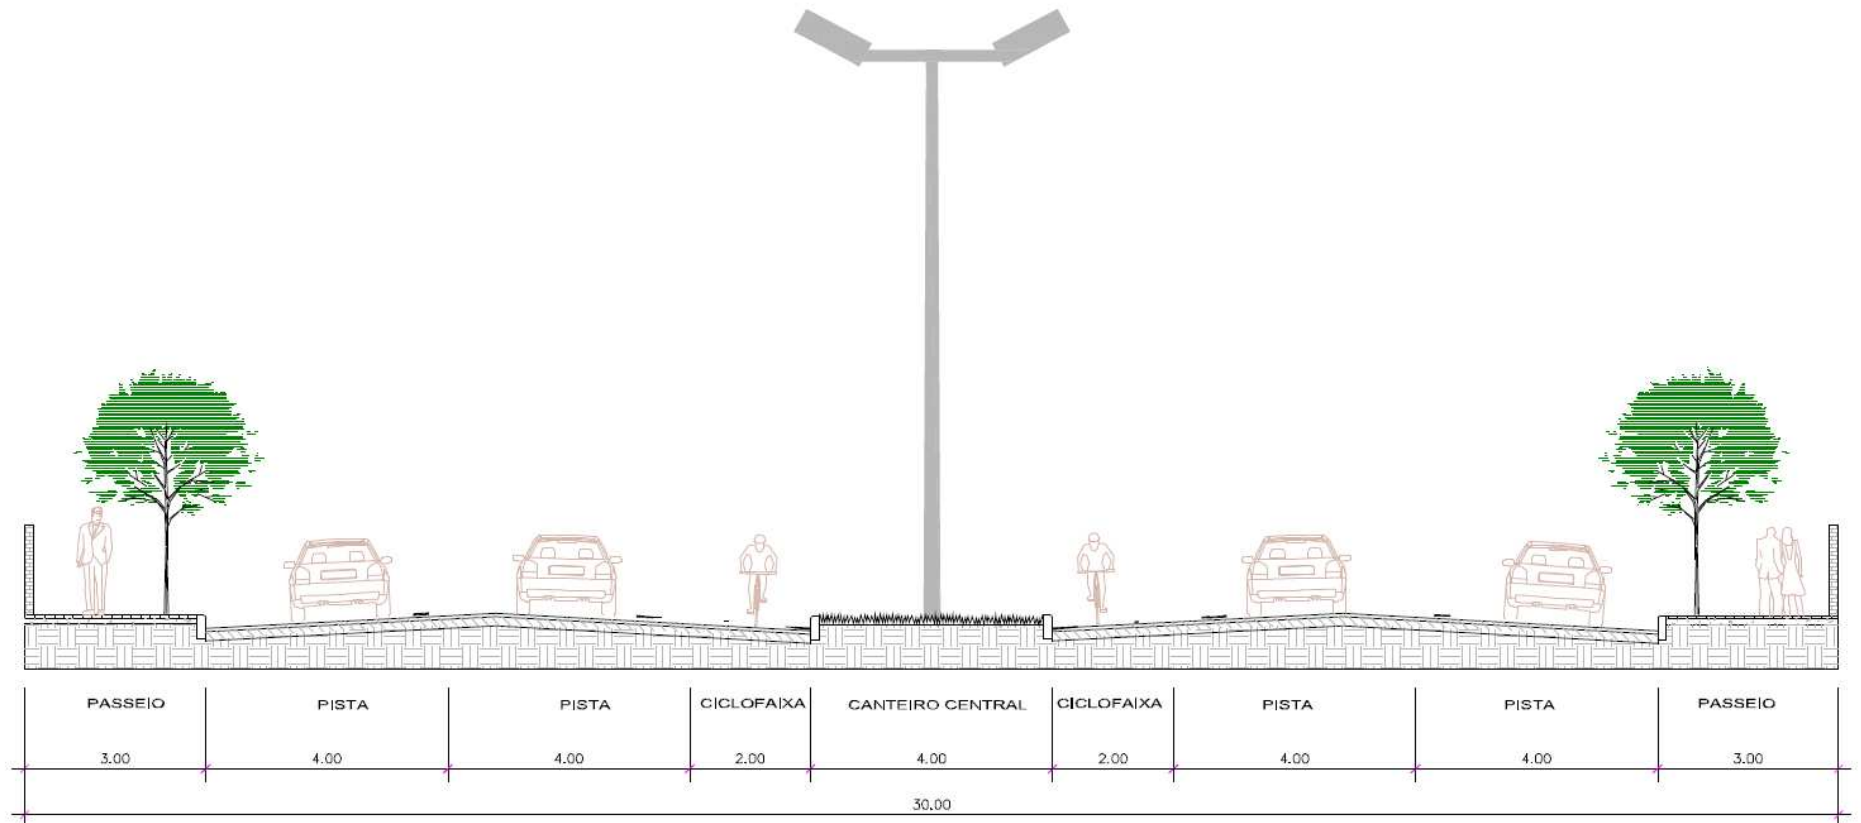 PASSEIO PISTA PISTA CICLOFAIXA CANTEIRO CENTRAL CICLOFAIXA PISTA PISTA PASSEIO
3.00 4.00 4.00 2.00 4.00 2.00 4.00 4.00 3.00
30.00